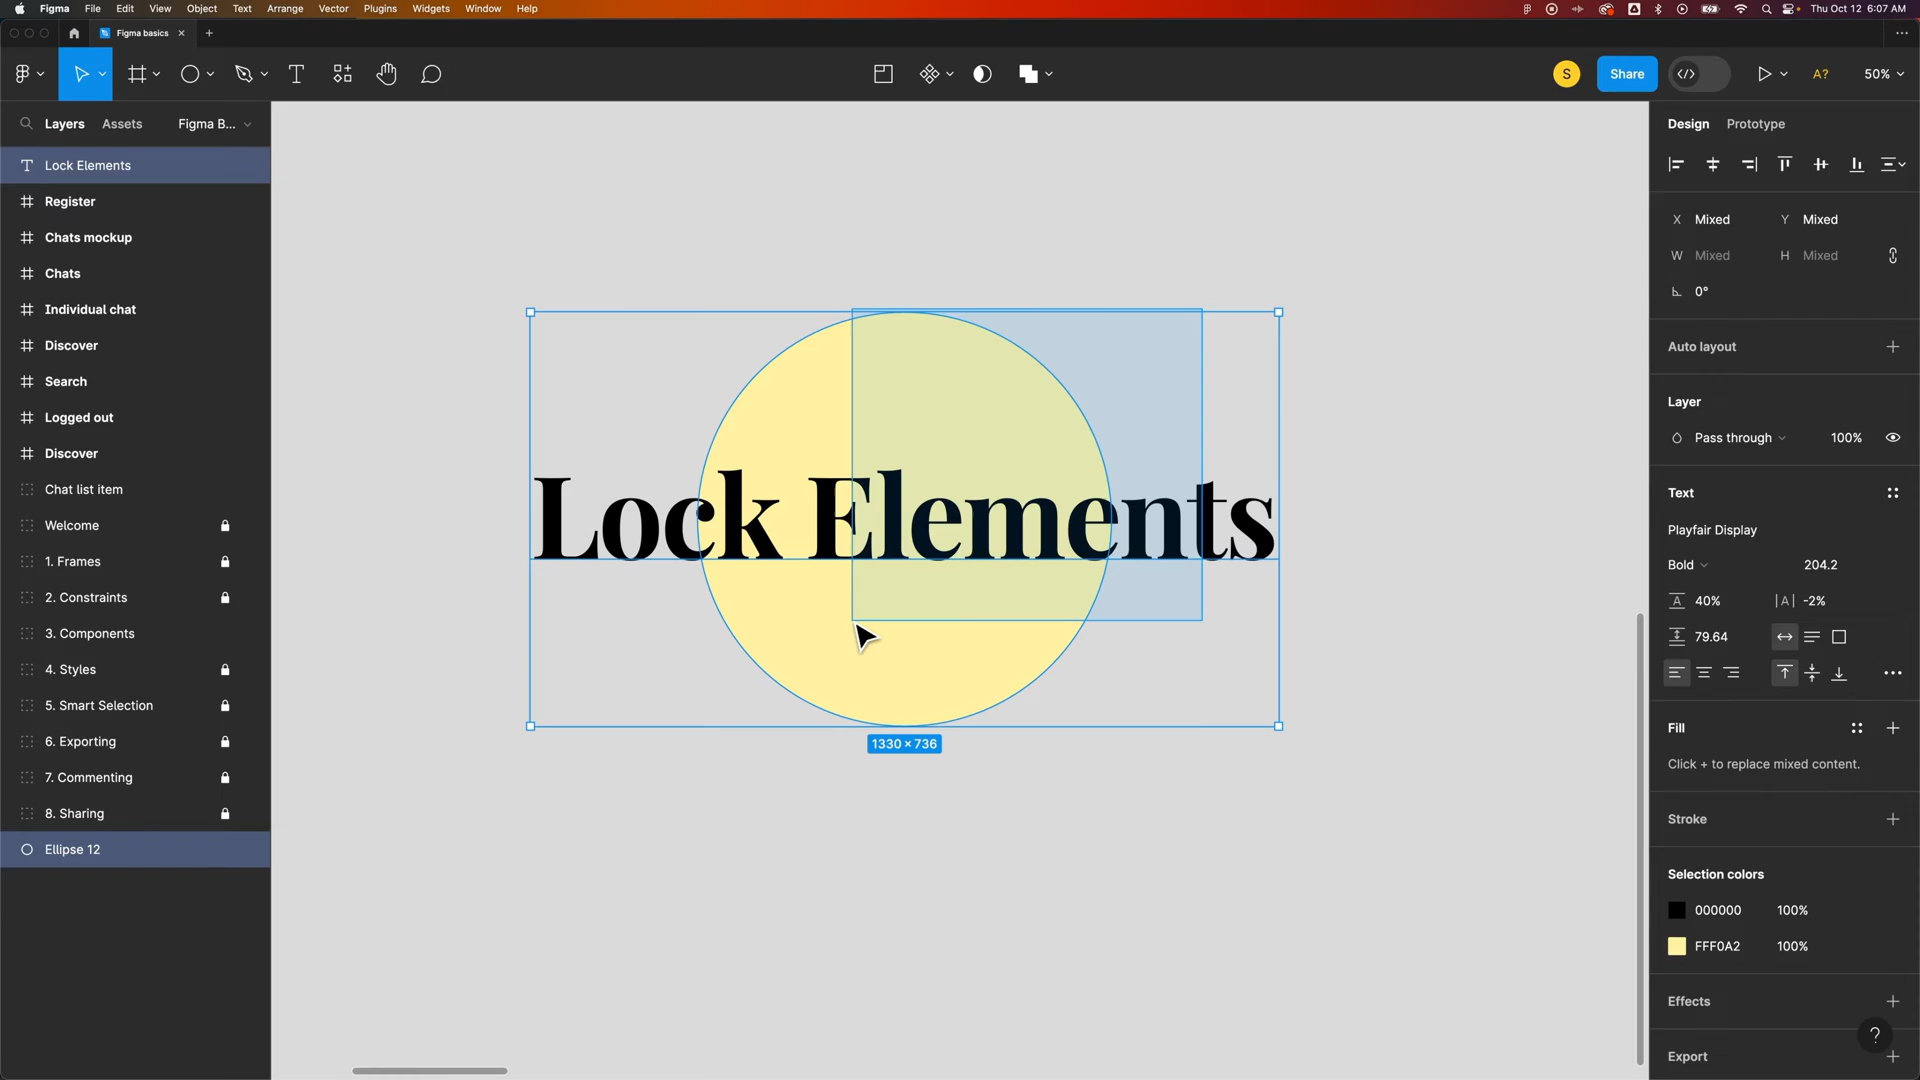 Figma File Edit View Object Text Arrange Vector Plugins Widgets Window Help Thu Oct 12 6:07 AM
Figma basics
S Share A? 50%
Layers Assets Figma B...
Lock Elements
Register
Chats mockup
Chats
Individual chat
Discover
Search
Logged out
Discover
Chat list item
Welcome
1. Frames
2. Constraints
3. Components
4. Styles
5. Smart Selection
6. Exporting
7. Commenting
8. Sharing
Ellipse 12
Lock Elements
1330 × 736
Design Prototype
X Mixed Y Mixed
W Mixed H Mixed
0°
Auto layout
Layer
Pass through 100%
Text
Playfair Display
Bold 204.2
40% |A| -2%
79.64
Fill
Click + to replace mixed content.
Stroke
Selection colors
000000 100%
FFF0A2 100%
Effects
?
Export